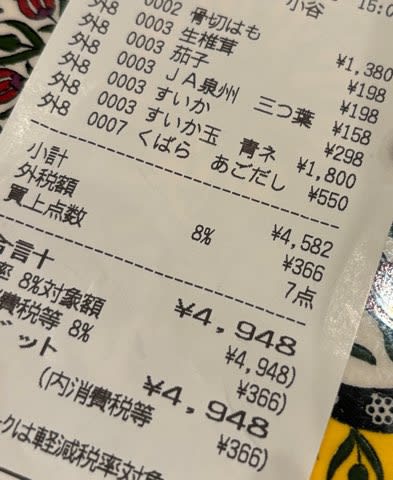 小谷 15:0
0002 骨切はも ¥1,380
0003 生椎茸 ¥198
外8 0003 茄子 ¥198
外8 0003 JA泉州 三つ葉 ¥158
外8 0003 すいか ¥298
外8 0003 すいか玉 青ネ ¥1,800
外8 0007 くばら あごだし ¥550
小計 ¥4,582
外税額 8% ¥366
買上点数 7点
合計 ¥4,948
率 8%対象額 ¥4,948)
消費税等 8% ¥366)
ジット ¥4,948
(内)消費税等 ¥366)
ークは軽減税率対象